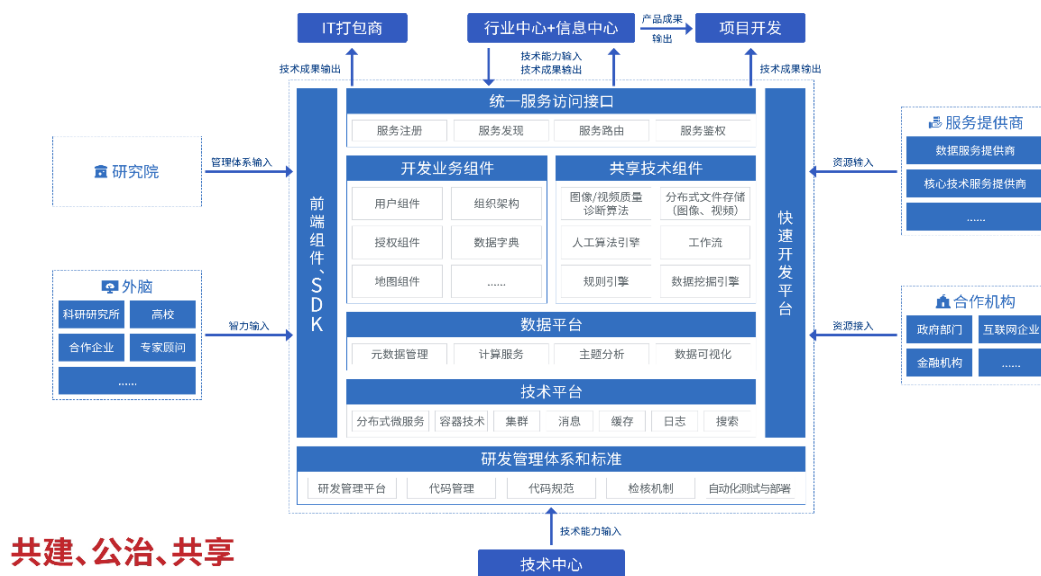 IT打包商
行业中心+信息中心
产品成果
输出
项目开发
技术成果输出
技术能力输入
技术成果输出
技术成果输出
统一服务访问接口
服务注册
服务发现
服务路由
服务鉴权
研究院
管理体系输入
前端组件、SDK
开发业务组件
用户组件
组织架构
授权组件
数据字典
地图组件
......
共享技术组件
图像/视频质量
诊断算法
分布式文件存储
(图像、视频)
人工算法引擎
工作流
规则引擎
数据挖掘引擎
快速开发平台
资源输入
服务提供商
数据服务提供商
核心技术服务提供商
......
外脑
科研研究所
高校
合作企业
专家顾问
......
智力输入
数据平台
元数据管理
计算服务
主题分析
数据可视化
技术平台
分布式微服务
容器技术
集群
消息
缓存
日志
搜索
资源接入
合作机构
政府部门
互联网企业
金融机构
......
研发管理体系和标准
研发管理平台
代码管理
代码规范
检核机制
自动化测试与部署
技术能力输入
技术中心
共建、公治、共享